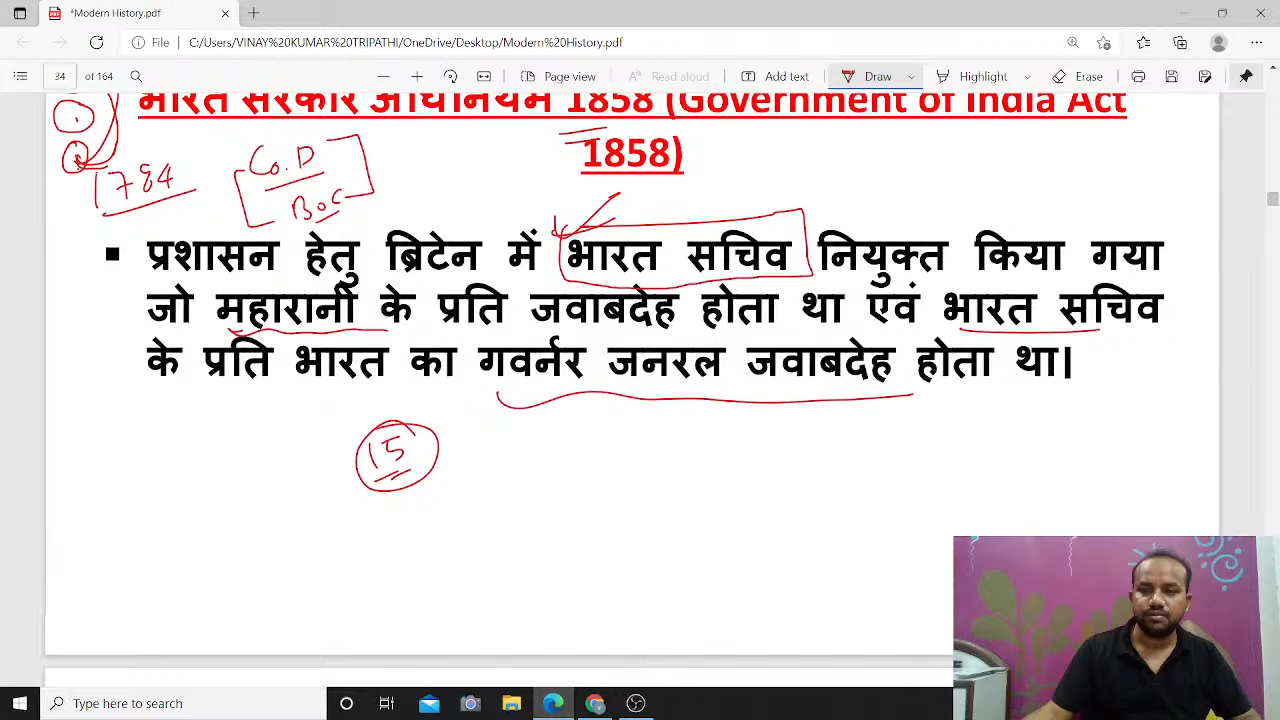 *Modern History.pdf
File C:/Users/VINAY%20KUMAR%20TRIPATHI/OneDrive/Desktop/Modern%20History.pdf
34 of 164 Page view Read aloud Add text Draw Highlight Erase
भारत सरकार अधिनियम 1858 (Government of India Act
1858)
1784
Co.D
BoC
प्रशासन हेतु ब्रिटेन में भारत सचिव नियुक्त किया गया
जो महारानी के प्रति जवाबदेह होता था एवं भारत सचिव
के प्रति भारत का गवर्नर जनरल जवाबदेह होता था।
15
Type here to search